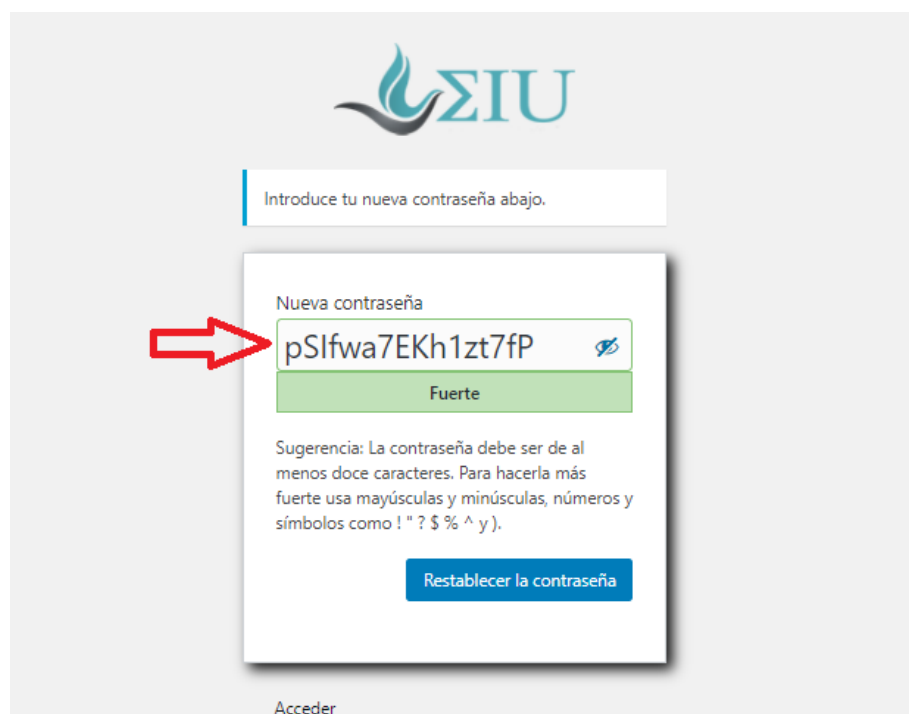 ΣIU
Introduce tu nueva contraseña abajo.
Nueva contraseña
pSIfwa7EKh1zt7fP
Fuerte
Sugerencia: La contraseña debe ser de al
menos doce caracteres. Para hacerla más
fuerte usa mayúsculas y minúsculas, números y
símbolos como ! " ? $ % ^ y ).
Restablecer la contraseña
Acceder